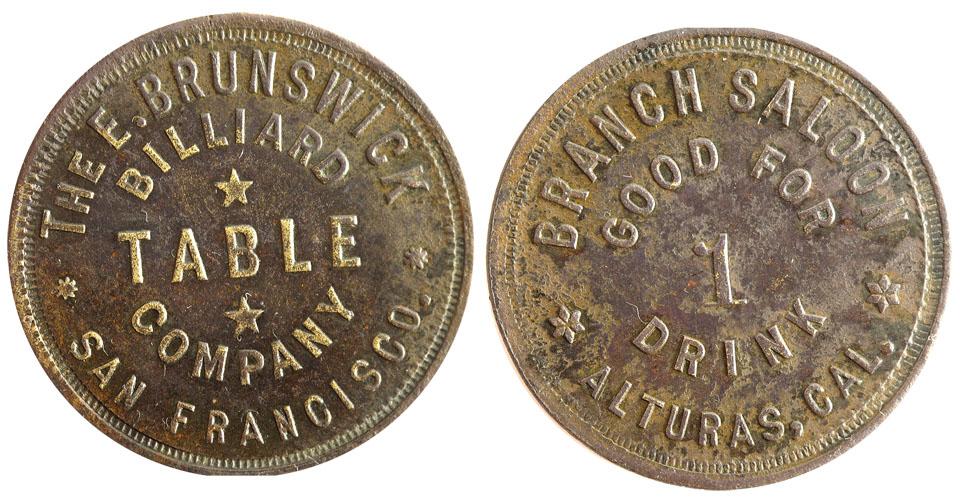 THE E. BRUNSWICK
BILLIARD
TABLE
COMPANY
SAN FRANCISCO.
BRANCH SALOON
GOOD FOR
1
DRINK
ALTURAS, CAL.